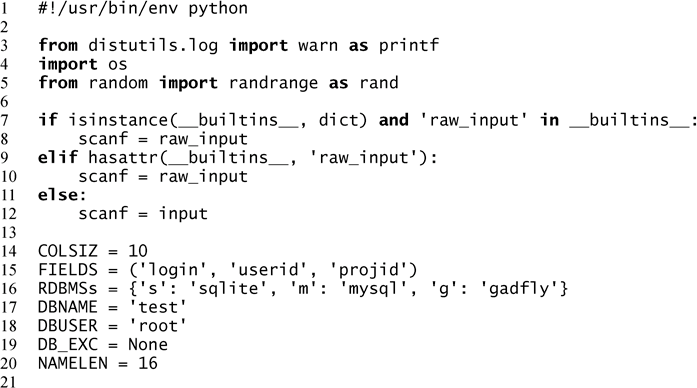 1 #!/usr/bin/env python
2
3 from distutils.log import warn as printf
4 import os
5 from random import randrange as rand
6
7 if isinstance(__builtins__, dict) and 'raw_input' in __builtins__:
8     scanf = raw_input
9 elif hasattr(__builtins__, 'raw_input'):
10     scanf = raw_input
11 else:
12     scanf = input
13
14 COLSIZ = 10
15 FIELDS = ('login', 'userid', 'projid')
16 RDBMSs = {'s': 'sqlite', 'm': 'mysql', 'g': 'gadfly'}
17 DBNAME = 'test'
18 DBUSER = 'root'
19 DB_EXC = None
20 NAMELEN = 16
21